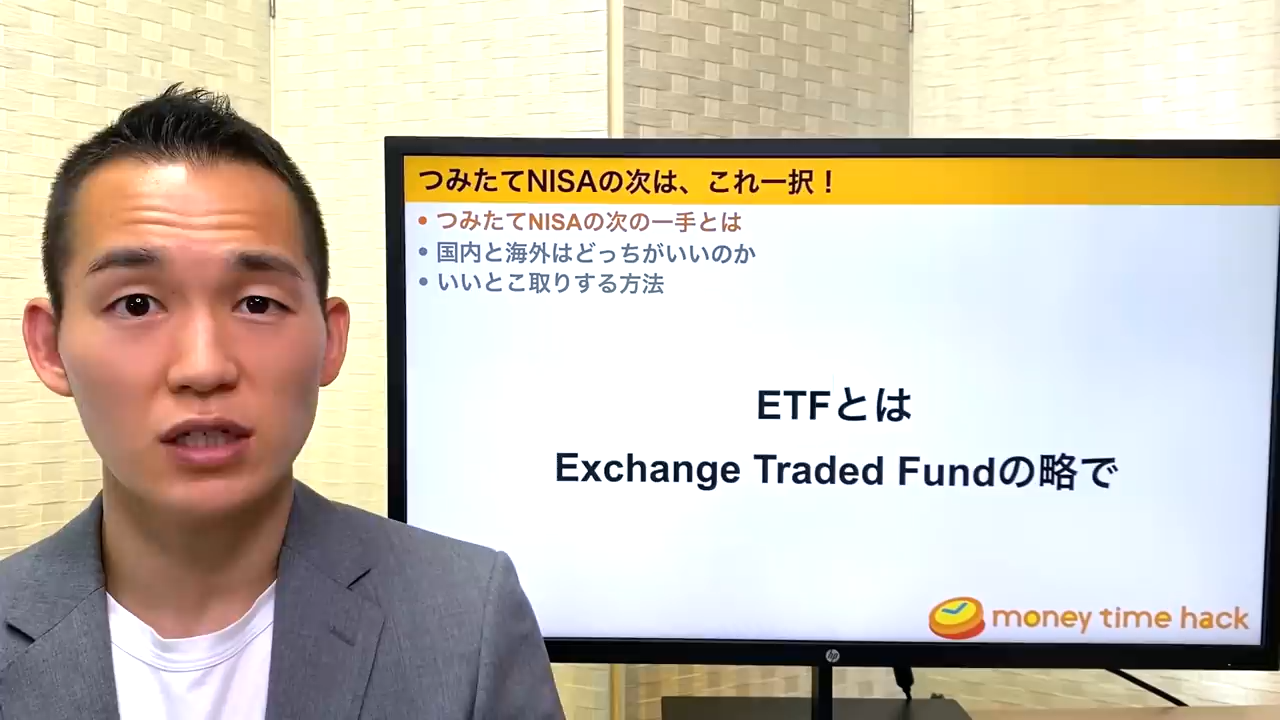 つみたてNISAの次は、これ一択！
• つみたてNISAの次の一手とは
• 国内と海外はどっちがいいのか
• いいとこ取りする方法
ETFとは
Exchange Traded Fundの略で
money time hack
hp